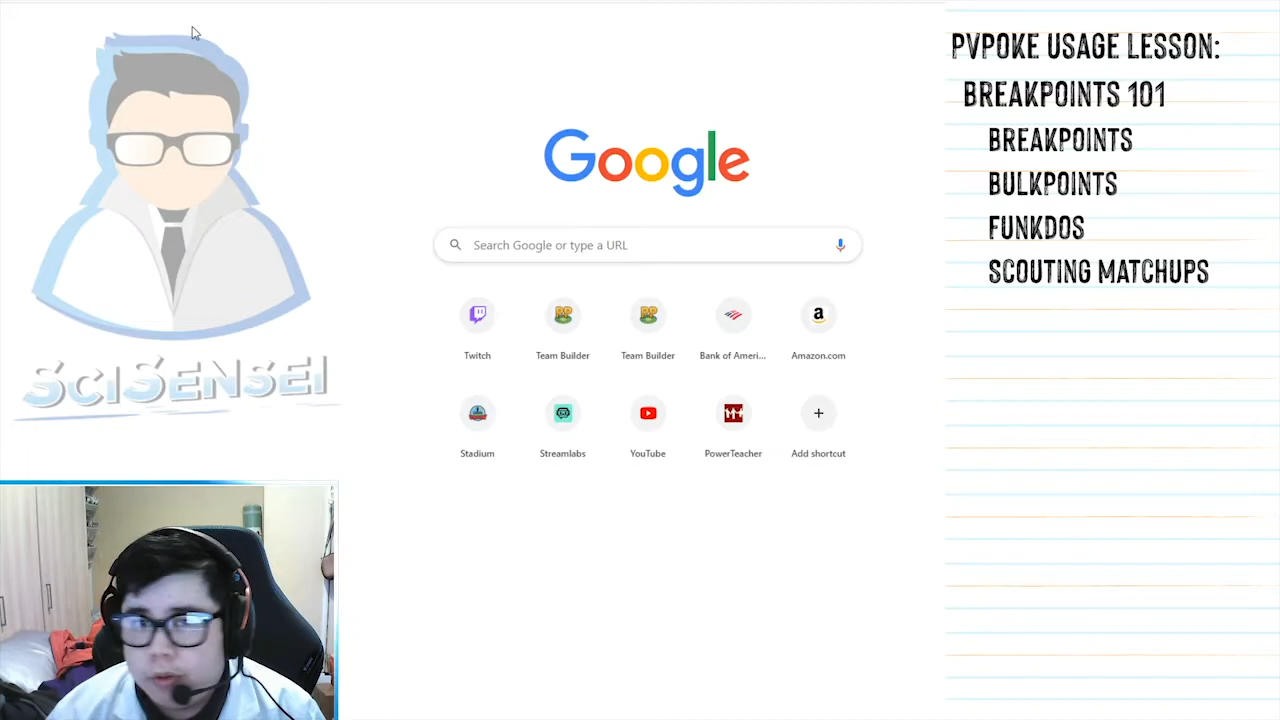 SCISENSEI
Google
Search Google or type a URL
Twitch
Team Builder
Team Builder
Bank of Ameri...
Amazon.com
Stadium
Streamlabs
YouTube
PowerTeacher
Add shortcut
PVPOKE USAGE LESSON:
BREAKPOINTS 101
BREAKPOINTS
BULKPOINTS
FUNKDOS
SCOUTING MATCHUPS